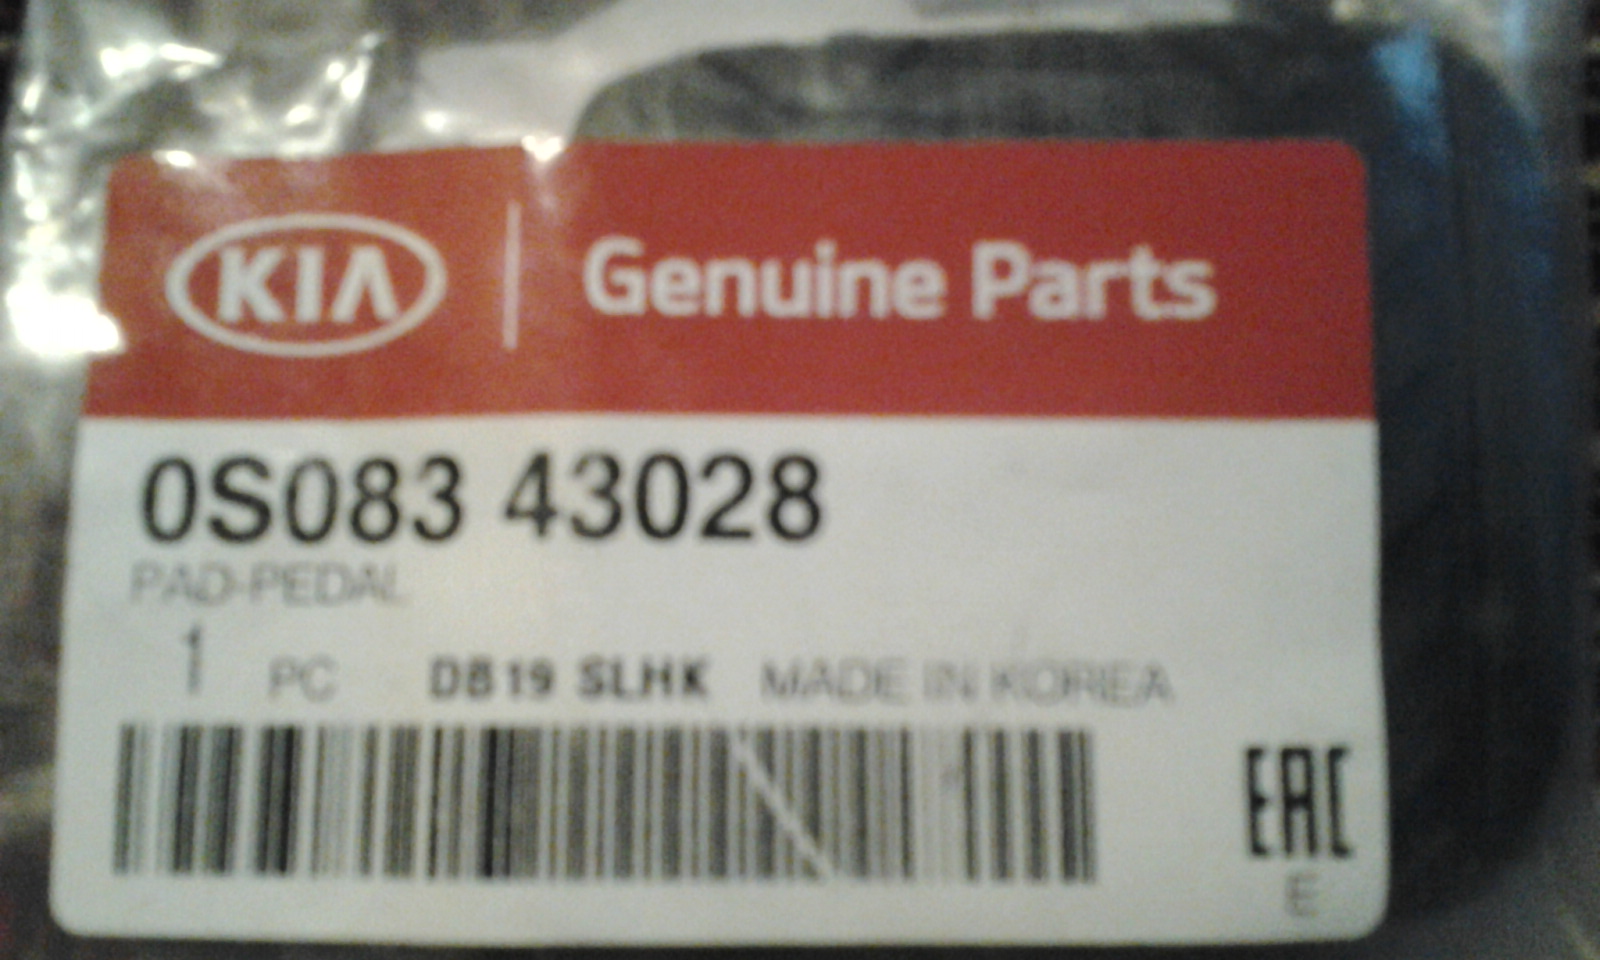 KIA Genuine Parts
0S083 43028
PAD-PEDAL
1 PC DB19 SLHK MADE IN KOREA
EAC
E